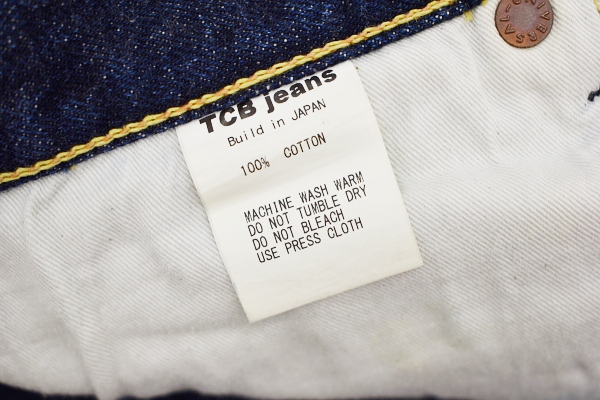 TCB jeans
Build in JAPAN
100% COTTON
MACHINE WASH WARM
DO NOT TUMBLE DRY
DO NOT BLEACH
USE PRESS CLOTH
UNIVERSAL